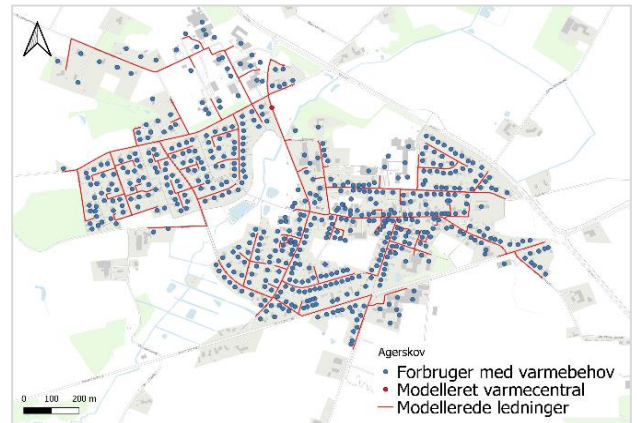 Agerskov
Forbruger med varmebehov
Modelleret varmecentral
Modellerede ledninger
0 100 200 m